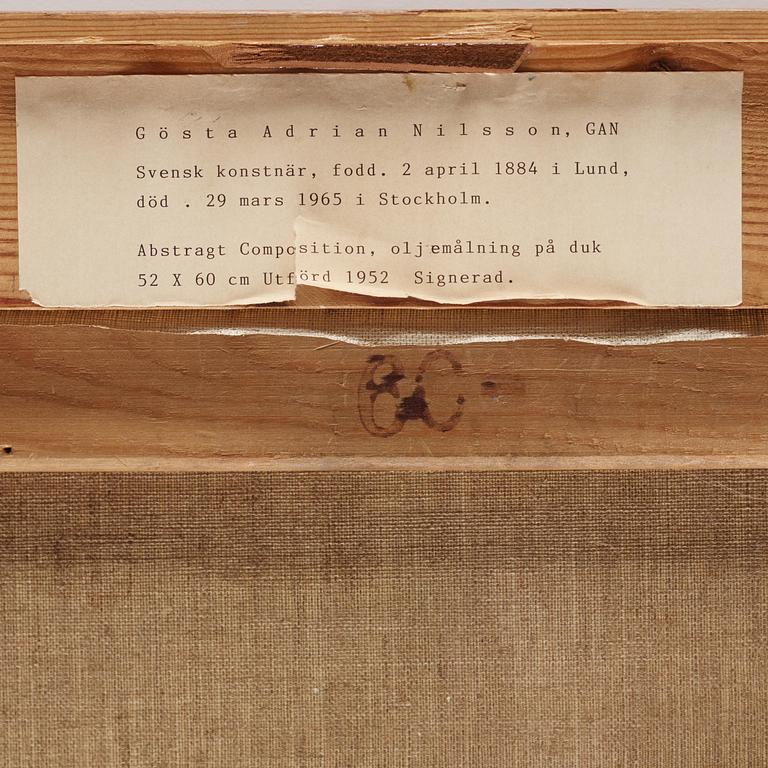 Gösta Adrian Nilsson, GAN
Svensk konstnär, fodd. 2 april 1884 i Lund,
död . 29 mars 1965 i Stockholm.
Abstragt Composition, oljemålning på duk
52 X 60 cm Utförd 1952 Signerad.